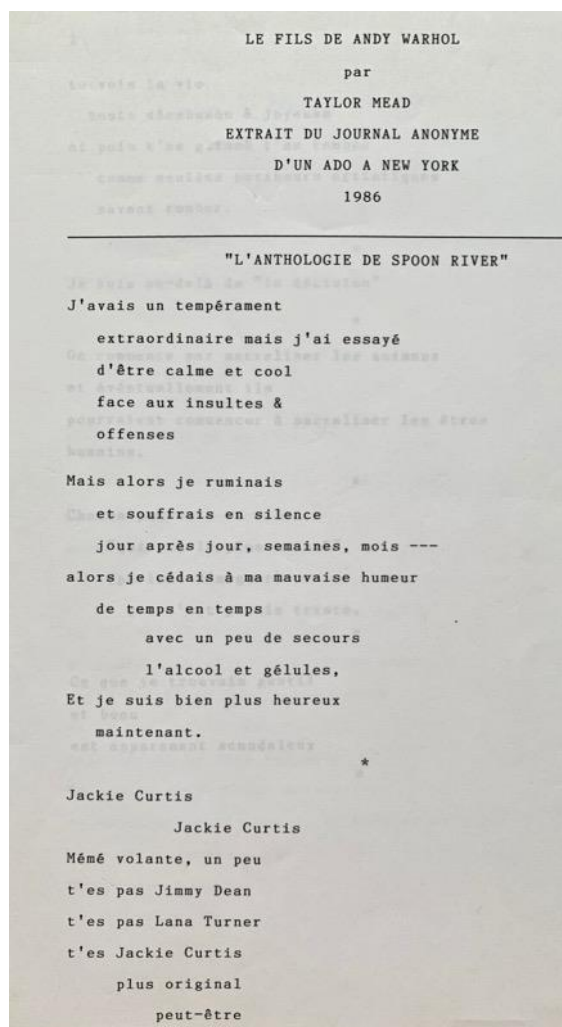 LE FILS DE ANDY WARHOL
par
TAYLOR MEAD
EXTRAIT DU JOURNAL ANONYME
D'UN ADO A NEW YORK
1986
"L'ANTHOLOGIE DE SPOON RIVER"
J'avais un tempérament
extraordinaire mais j'ai essayé
d'être calme et cool
face aux insultes &
offenses
Mais alors je ruminais
et souffrais en silence
jour après jour, semaines, mois ---
alors je cédais à ma mauvaise humeur
de temps en temps
avec un peu de secours
l'alcool et gélules,
Et je suis bien plus heureux
maintenant.
*
Jackie Curtis
Jackie Curtis
Mémé volante, un peu
t'es pas Jimmy Dean
t'es pas Lana Turner
t'es Jackie Curtis
plus original
peut-être